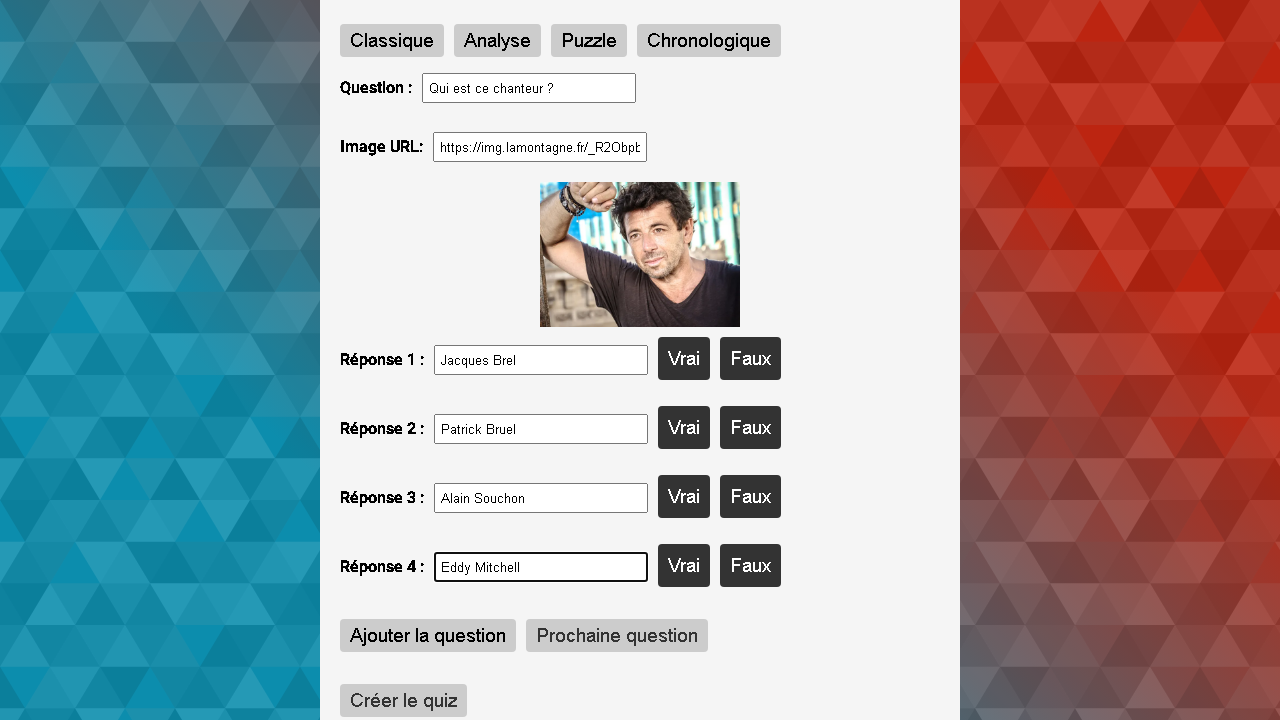 Classique Analyse Puzzle Chronologique
Question : Qui est ce chanteur ?
Image URL: https://img.lamontagne.fr/_R2Obpb
Réponse 1 : Jacques Brel Vrai Faux
Réponse 2 : Patrick Bruel Vrai Faux
Réponse 3 : Alain Souchon Vrai Faux
Réponse 4 : Eddy Mitchell Vrai Faux
Ajouter la question Prochaine question
Créer le quiz